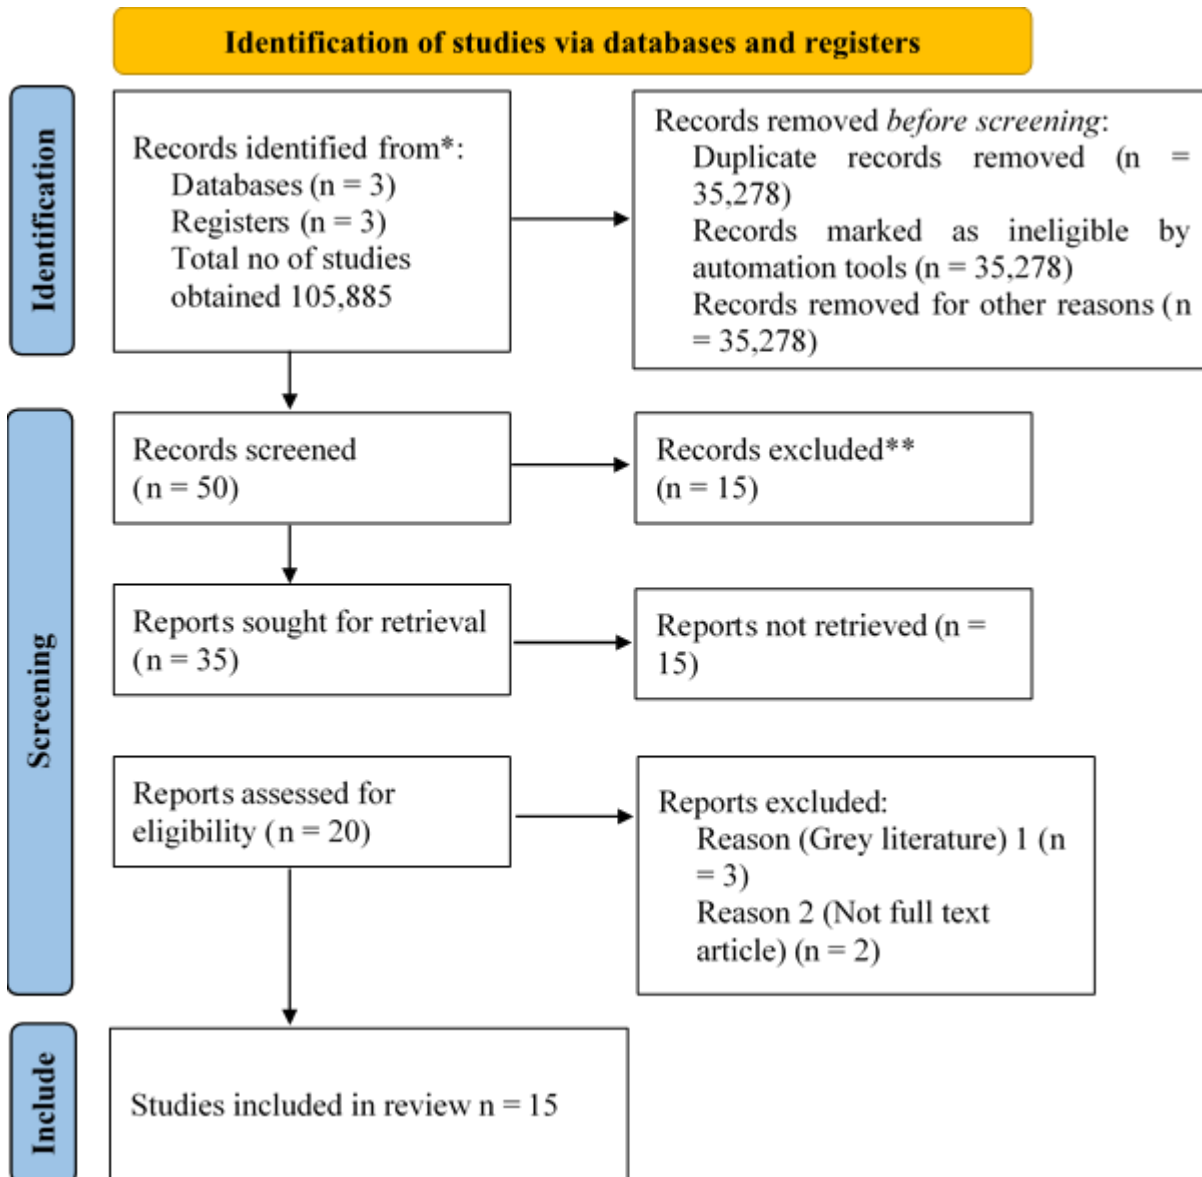 Identification of studies via databases and registers
Identification
Records identified from*:
Databases (n = 3)
Registers (n = 3)
Total no of studies
obtained 105,885
Records removed before screening:
Duplicate records removed (n =
35,278)
Records marked as ineligible by
automation tools (n = 35,278)
Records removed for other reasons (n
= 35,278)
Screening
Records screened
(n = 50)
Records excluded**
(n = 15)
Reports sought for retrieval
(n = 35)
Reports not retrieved (n =
15)
Reports assessed for
eligibility (n = 20)
Reports excluded:
Reason (Grey literature) 1 (n
= 3)
Reason 2 (Not full text
article) (n = 2)
Include
Studies included in review n = 15